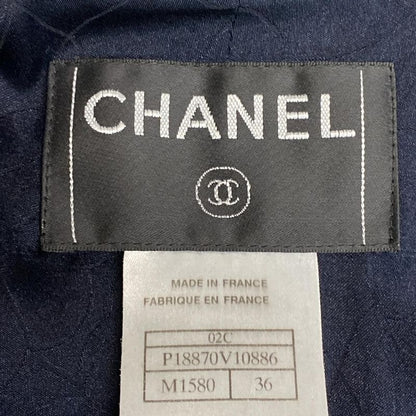 CHANEL
MADE IN FRANCE
FABRIQUE EN FRANCE
02C
P18870V10886
M1580 36